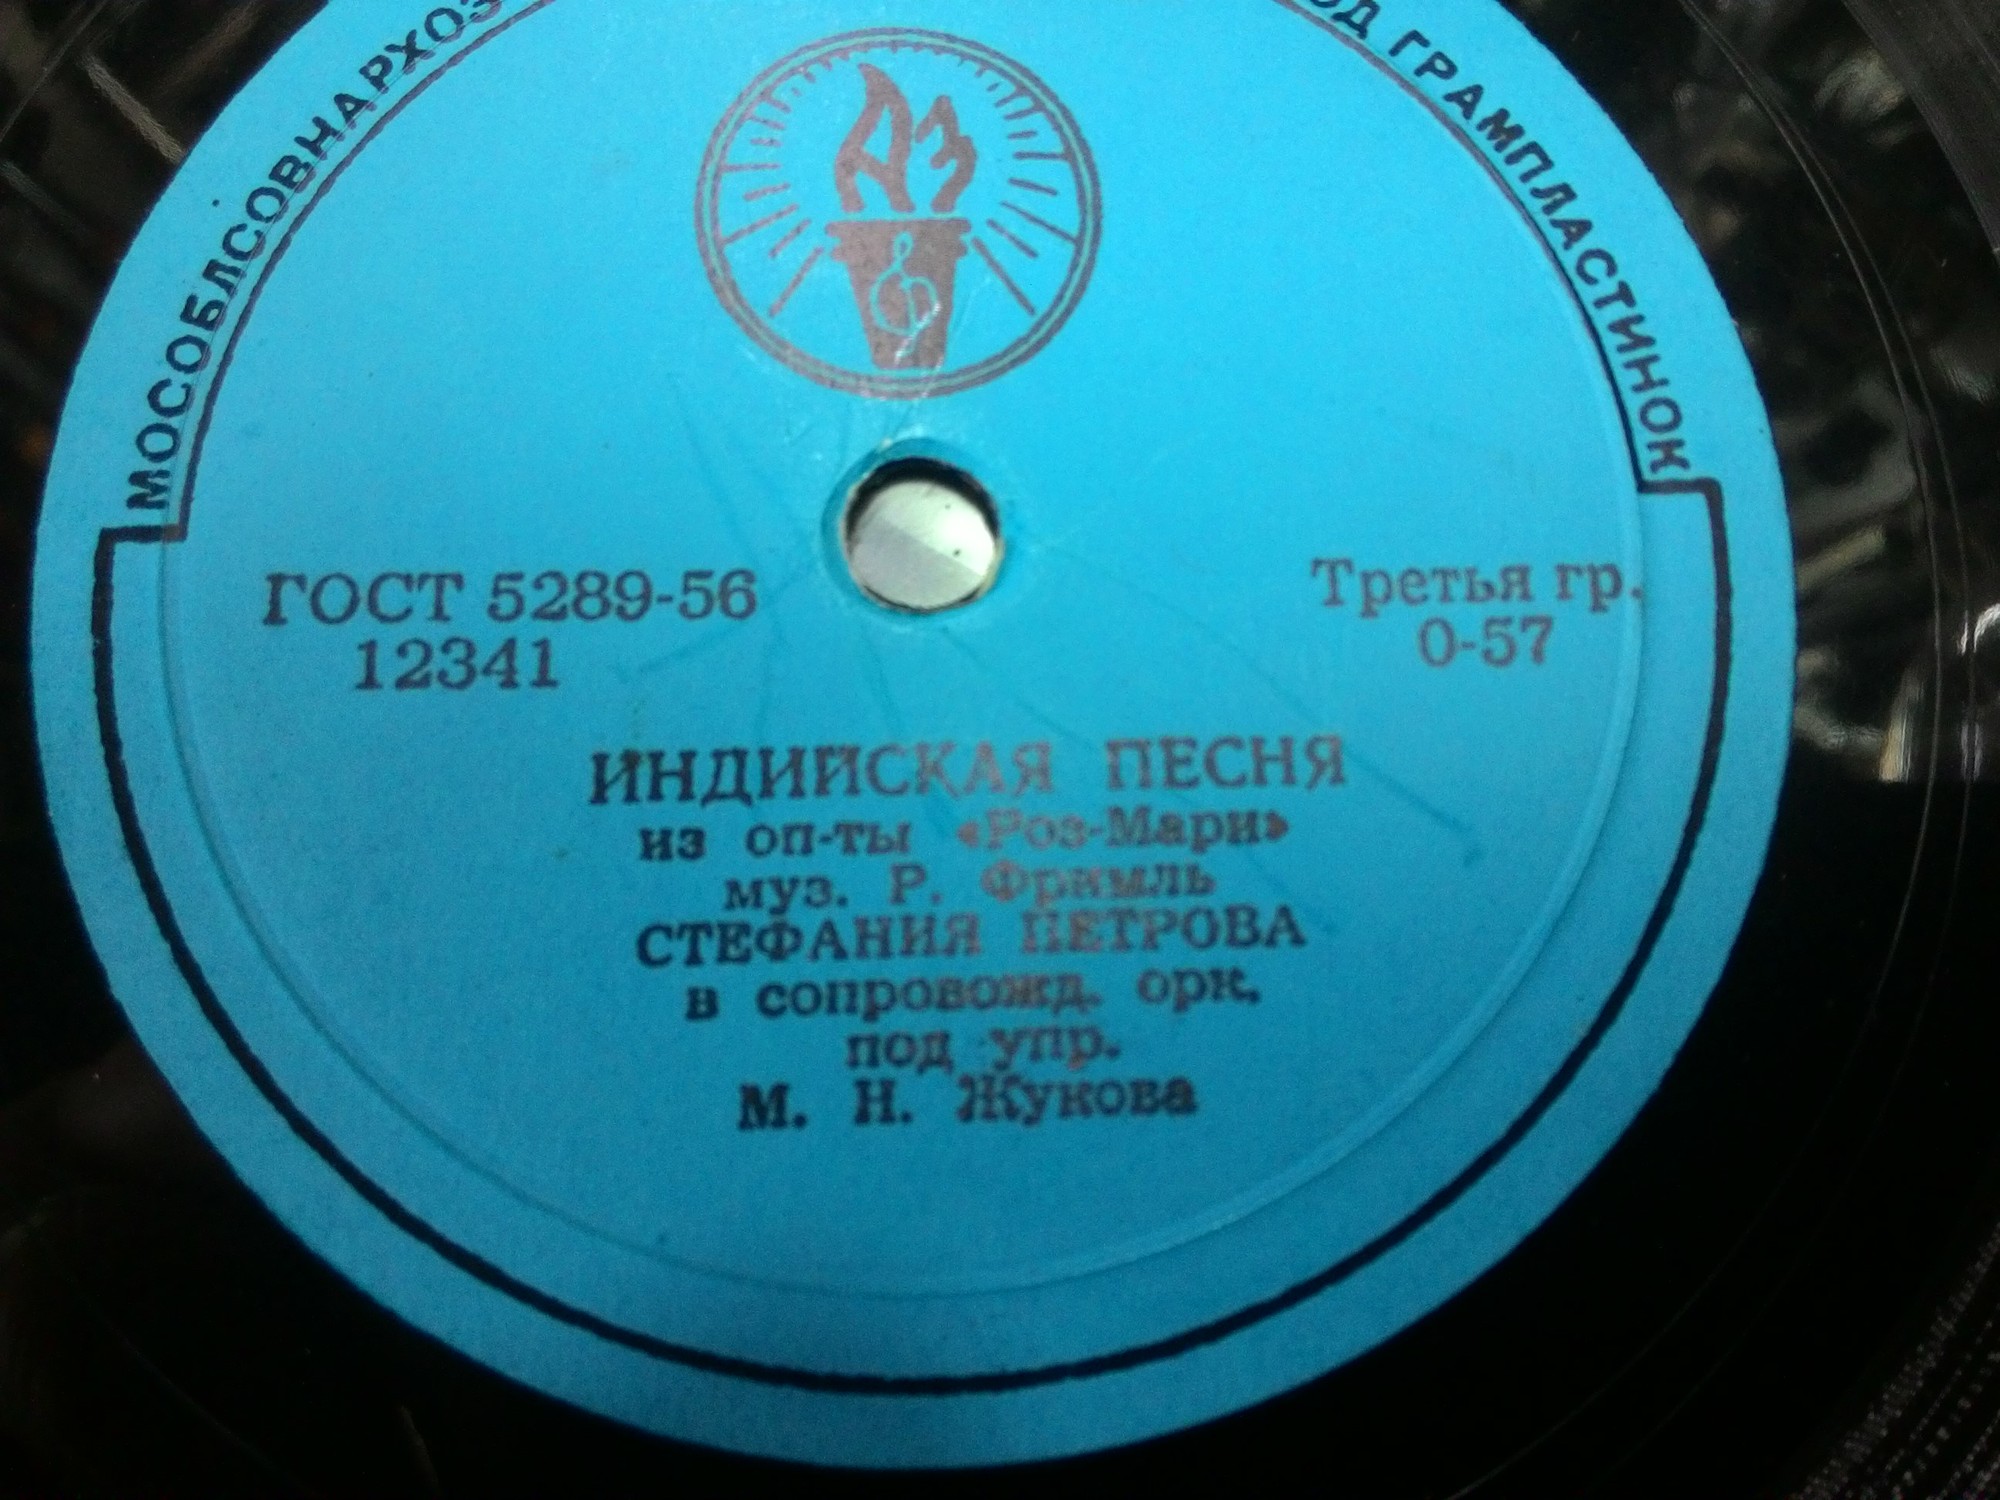 МОСОБЛСОВНАРХОЗ
ГРАМПЛАСТИНОК
АЗ
ГОСТ 5289-56
12341
Третья гр.
0-57
ИНДИЙСКАЯ ПЕСНЯ
из оп-ты «Роз-Мари»
муз. Р. Фримль
СТЕФАНИЯ ПЕТРОВА
в сопровожд. орк.
под упр.
М. Н. Жукова